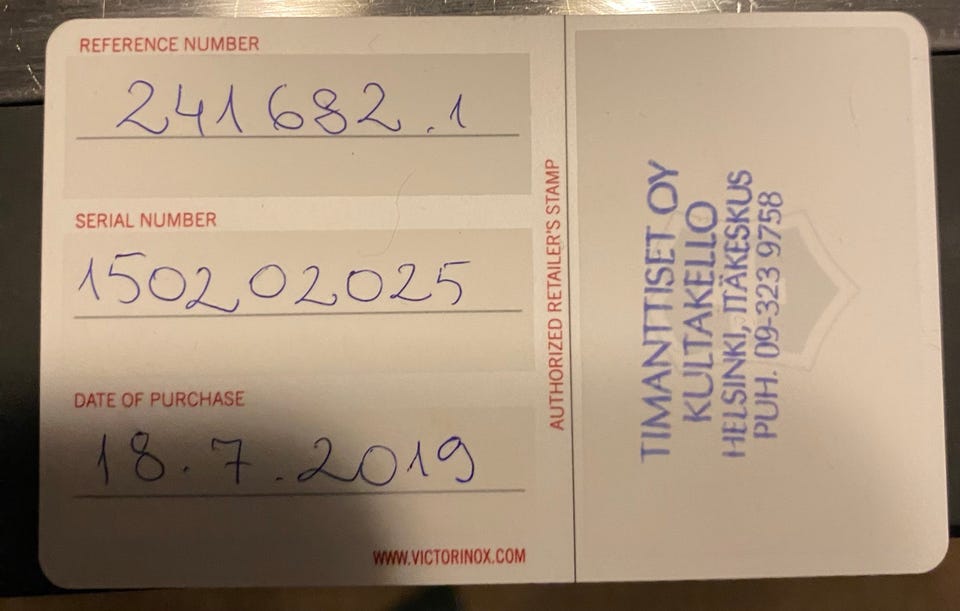 REFERENCE NUMBER
241682.1
SERIAL NUMBER
150202025
DATE OF PURCHASE
18.7.2019
WWW.VICTORINOX.COM
AUTHORIZED RETAILER'S STAMP
TIMANTTISET OY
KULTAKELLO
HELSINKI, ITÄKESKUS
PUH. 09-323 9758